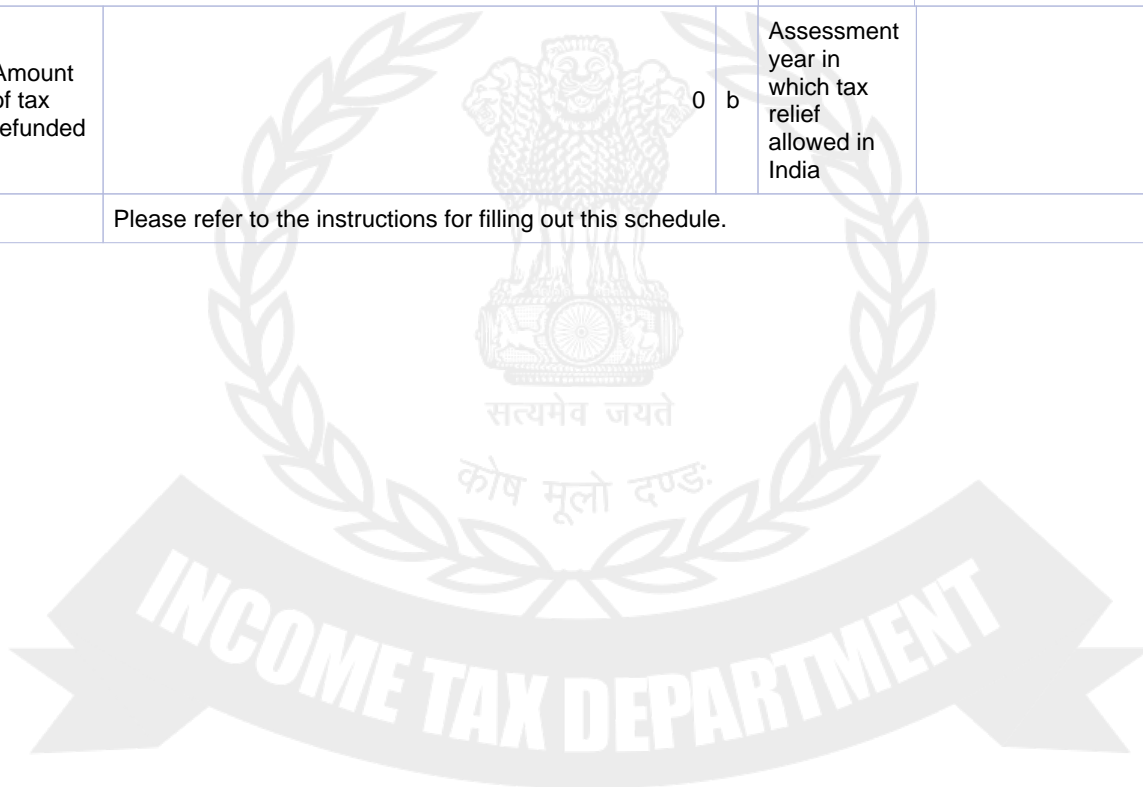 Amount
of tax
efunded
0
b
Assessment
year in
which tax
relief
allowed in
India
Please refer to the instructions for filling out this schedule.
सत्यमेव जयते
कोष मूलो दण्डः
INCOME TAX DEPARTMENT